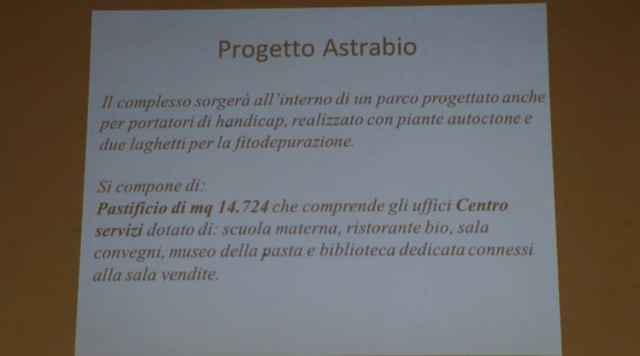 Progetto Astrabio
Il complesso sorgerà all'interno di un parco progettato anche
per portatori di handicap, realizzato con piante autoctone e
due laghetti per la fitodepurazione.
Si compone di:
Pastificio di mq 14.724 che comprende gli uffici Centro
servizi dotato di: scuola materna, ristorante bio, sala
convegni, museo della pasta e biblioteca dedicata connessi
alla sala vendite.